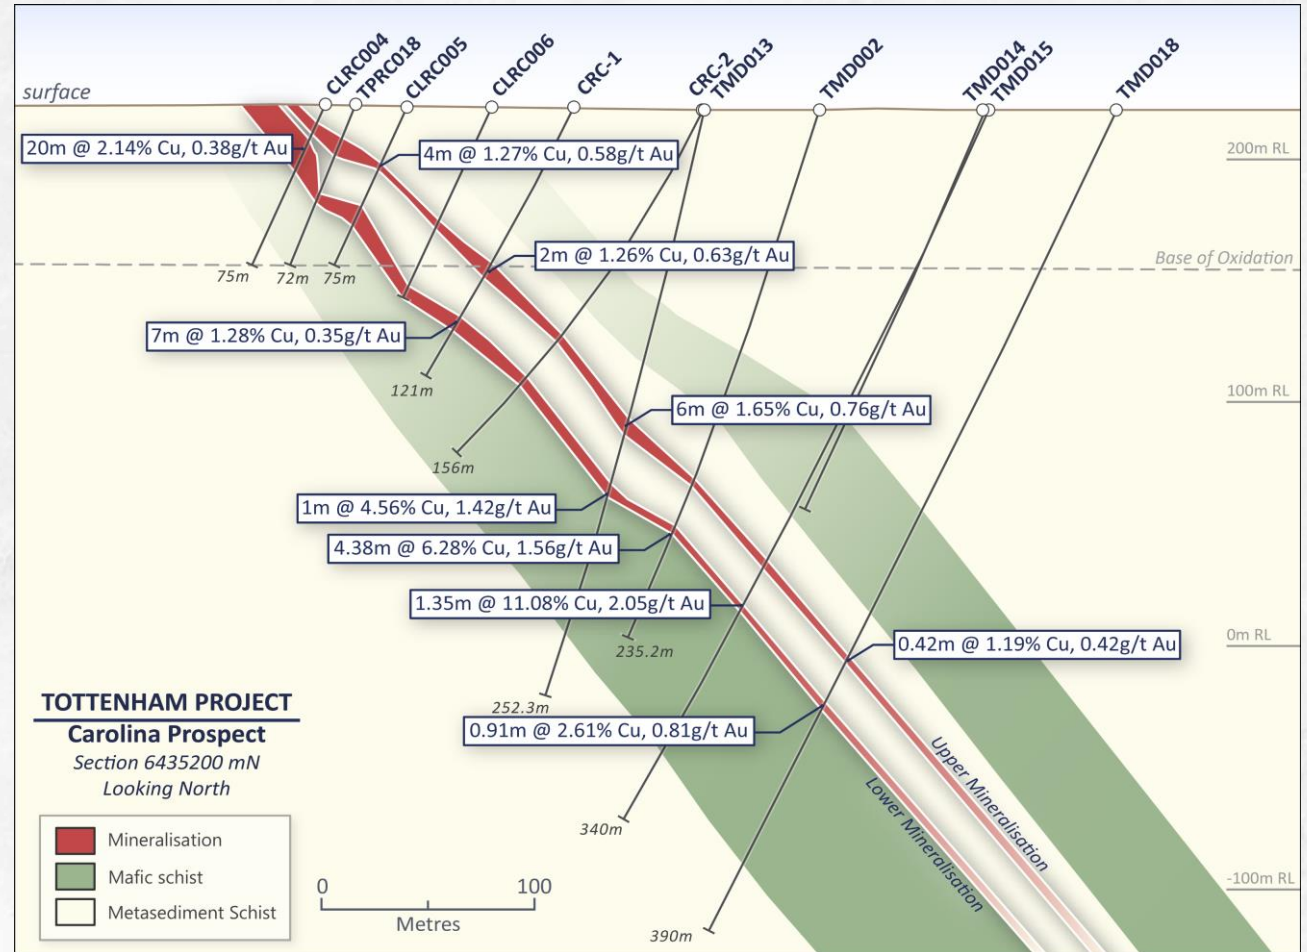 CLRC004
TPRC018
CLRC005
CLRC006
CRC-1
CRC-2
TMD013
TMD002
TMD014
TMD015
TMD018
surface
20m @ 2.14% Cu, 0.38g/t Au
4m @ 1.27% Cu, 0.58g/t Au
200m RL
2m @ 1.26% Cu, 0.63g/t Au
Base of Oxidation
75m
72m
75m
7m @ 1.28% Cu, 0.35g/t Au
121m
100m RL
6m @ 1.65% Cu, 0.76g/t Au
156m
1m @ 4.56% Cu, 1.42g/t Au
4.38m @ 6.28% Cu, 1.56g/t Au
1.35m @ 11.08% Cu, 2.05g/t Au
0m RL
0.42m @ 1.19% Cu, 0.42g/t Au
235.2m
252.3m
0.91m @ 2.61% Cu, 0.81g/t Au
Upper Mineralisation
Lower Mineralisation
340m
390m
-100m RL
TOTTENHAM PROJECT
Carolina Prospect
Section 6435200 mN
Looking North
Mineralisation
Mafic schist
Metasediment Schist
0 100
Metres